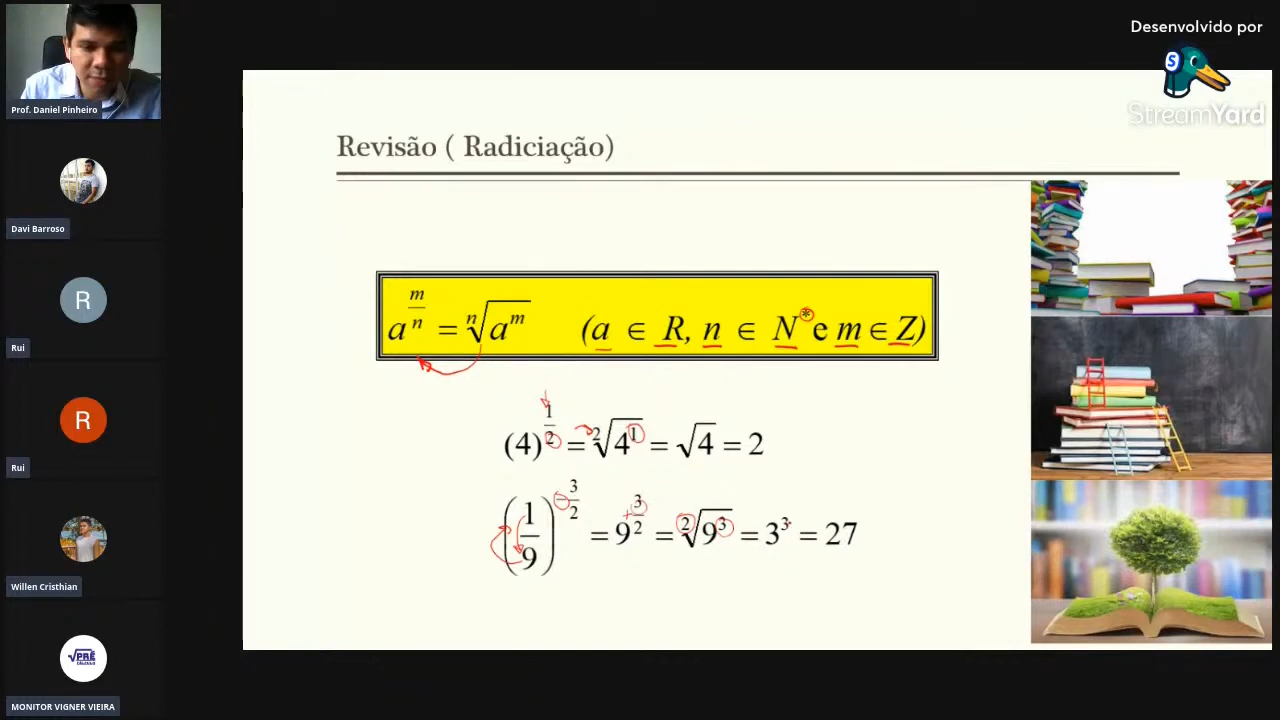 Desenvolvido por
StreamYard
Prof. Daniel Pinheiro
Davi Barroso
R
Rui
R
Rui
Willen Cristhian
√PRÉ
MONITOR VIGNER VIEIRA
Revisão ( Radiciação)
a^(m/n) = ⁿ√(a^m) (a ∈ R, n ∈ N* e m ∈ Z)
(4)^(1/2) = ²√(4¹) = √4 = 2
(1/9)^(-3/2) = 9^(3/2) = ²√(9³) = 3³ = 27